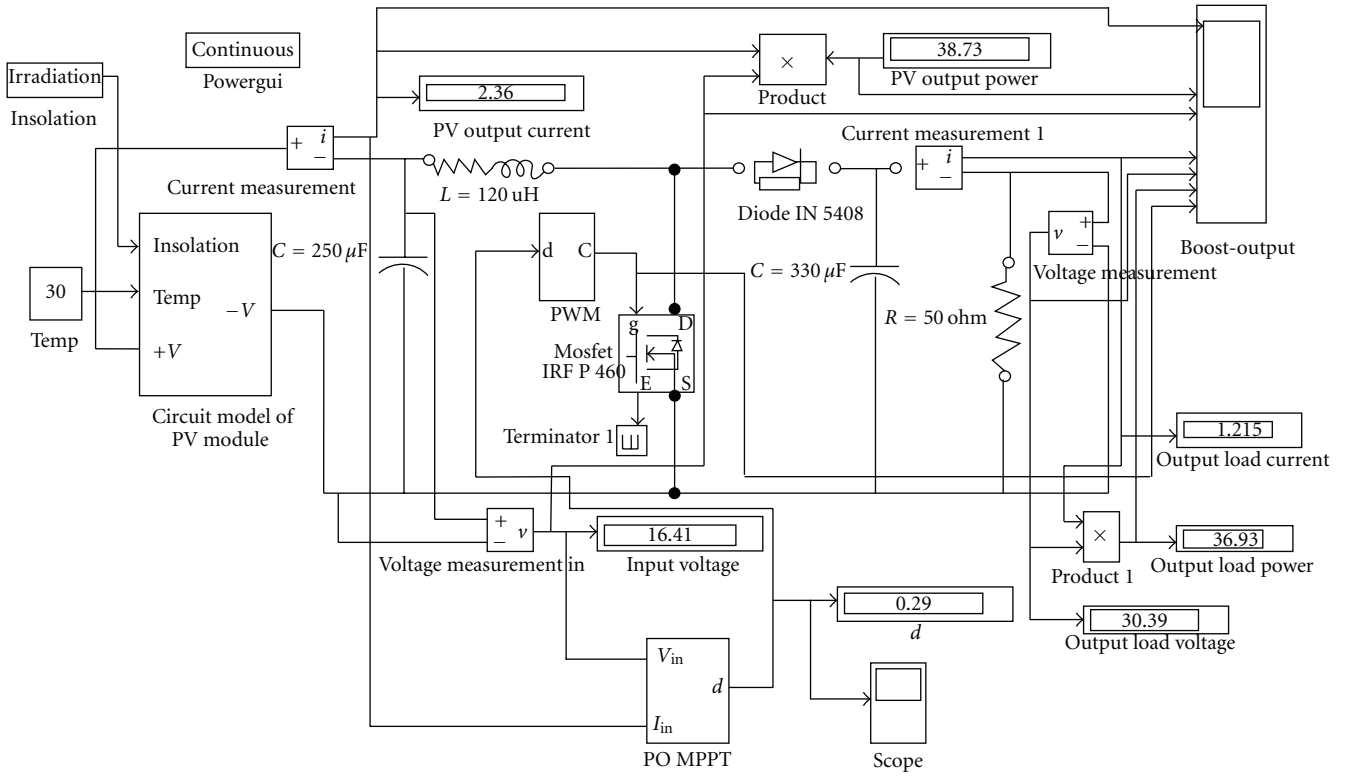 Continuous
Powergui
Irradiation
Insolation
38.73
PV output power
×
Product
2.36
PV output current
+ i
−
Current measurement
L = 120 uH
Current measurement 1
+ i
−
Diode IN 5408
Boost-output
Insolation
Temp
−V
+V
Circuit model of
PV module
30
Temp
C = 250 μF
d C
PWM
C = 330 μF
v +
−
Voltage measurement
R = 50 ohm
g D
Mosfet
IRF P 460
E S
Terminator 1
1.215
Output load current
+
− v
Voltage measurement in
16.41
Input voltage
×
Product 1
36.93
Output load power
0.29
d
30.39
Output load voltage
Vin
d
Iin
PO MPPT
Scope